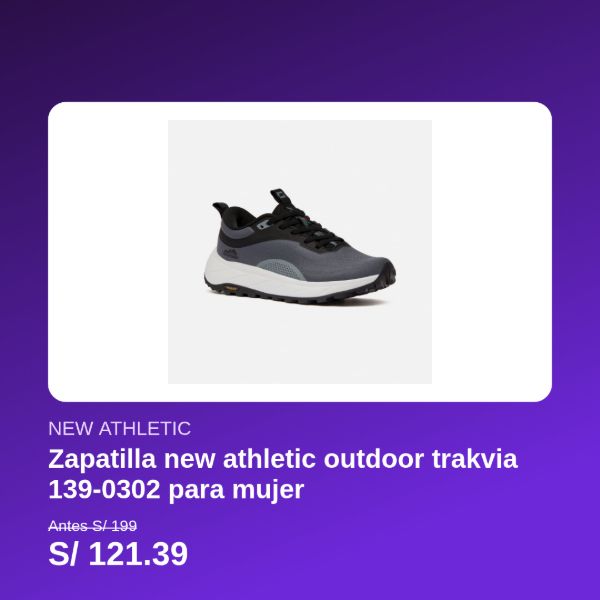 NEW ATHLETIC
Zapatilla new athletic outdoor trakvia
139-0302 para mujer
Antes S/ 199
S/ 121.39